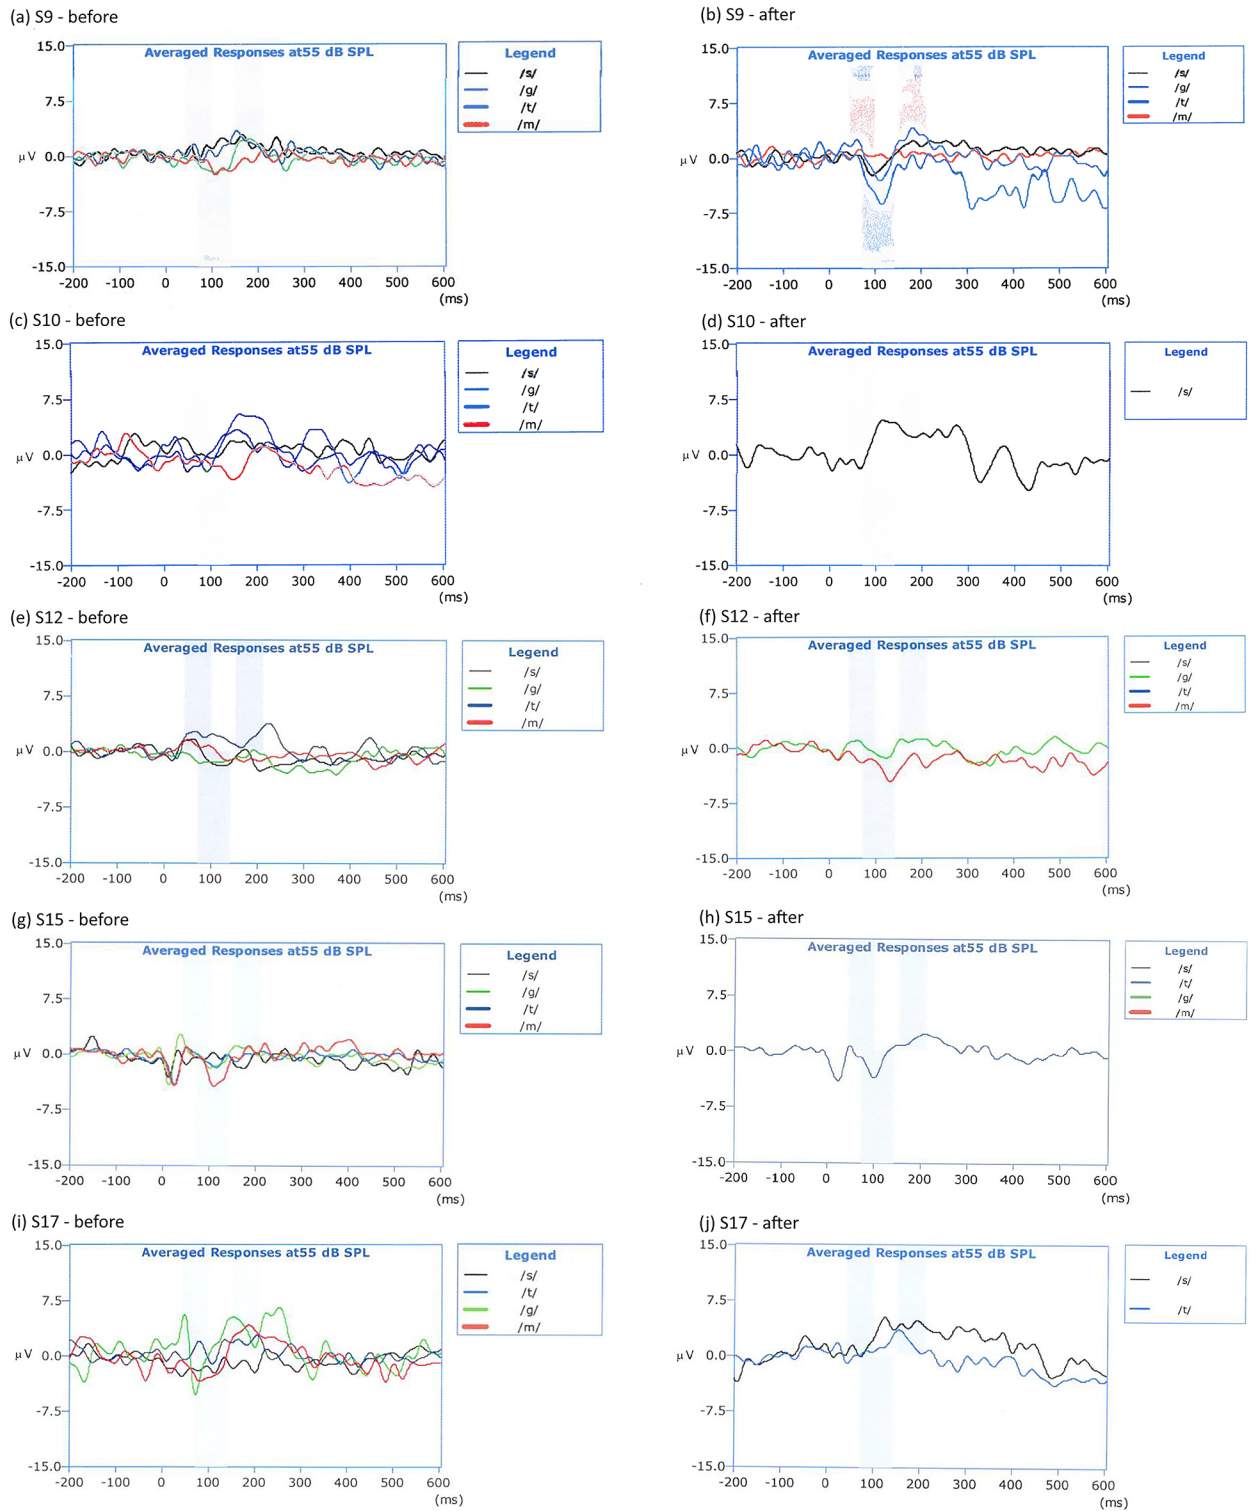 (a) S9 - before
Averaged Responses at55 dB SPL
Legend
/s/
/g/
/t/
/m/
15.0
7.5
0.0
-7.5
-15.0
μV
-200 -100 0 100 200 300 400 500 600
(ms)
(b) S9 - after
Averaged Responses at55 dB SPL
Legend
/s/
/g/
/t/
/m/
15.0
7.5
0.0
-7.5
-15.0
μV
-200 -100 0 100 200 300 400 500 600
(ms)
(c) S10 - before
Averaged Responses at55 dB SPL
Legend
/s/
/g/
/t/
/m/
15.0
7.5
0.0
-7.5
-15.0
μV
-200 -100 0 100 200 300 400 500 600
(ms)
(d) S10 - after
Averaged Responses at55 dB SPL
Legend
/s/
15.0
7.5
0.0
-7.5
-15.0
μV
-200 -100 0 100 200 300 400 500 600
(ms)
(e) S12 - before
Averaged Responses at55 dB SPL
Legend
/s/
/g/
/t/
/m/
15.0
7.5
0.0
-7.5
-15.0
μV
-200 -100 0 100 200 300 400 500 600
(ms)
(f) S12 - after
Averaged Responses at55 dB SPL
Legend
/s/
/g/
/t/
/m/
15.0
7.5
0.0
-7.5
-15.0
μV
-200 -100 0 100 200 300 400 500 600
(ms)
(g) S15 - before
Averaged Responses at55 dB SPL
Legend
/s/
/g/
/t/
/m/
15.0
7.5
0.0
-7.5
-15.0
μV
-200 -100 0 100 200 300 400 500 600
(ms)
(h) S15 - after
Averaged Responses at55 dB SPL
Legend
/s/
/t/
/g/
/m/
15.0
7.5
0.0
-7.5
-15.0
μV
-200 -100 0 100 200 300 400 500 600
(ms)
(i) S17 - before
Averaged Responses at55 dB SPL
Legend
/s/
/t/
/g/
/m/
15.0
7.5
0.0
-7.5
-15.0
μV
-200 -100 0 100 200 300 400 500 600
(ms)
(j) S17 - after
Averaged Responses at55 dB SPL
Legend
/s/
/t/
15.0
7.5
0.0
-7.5
-15.0
μV
-200 -100 0 100 200 300 400 500 600
(ms)